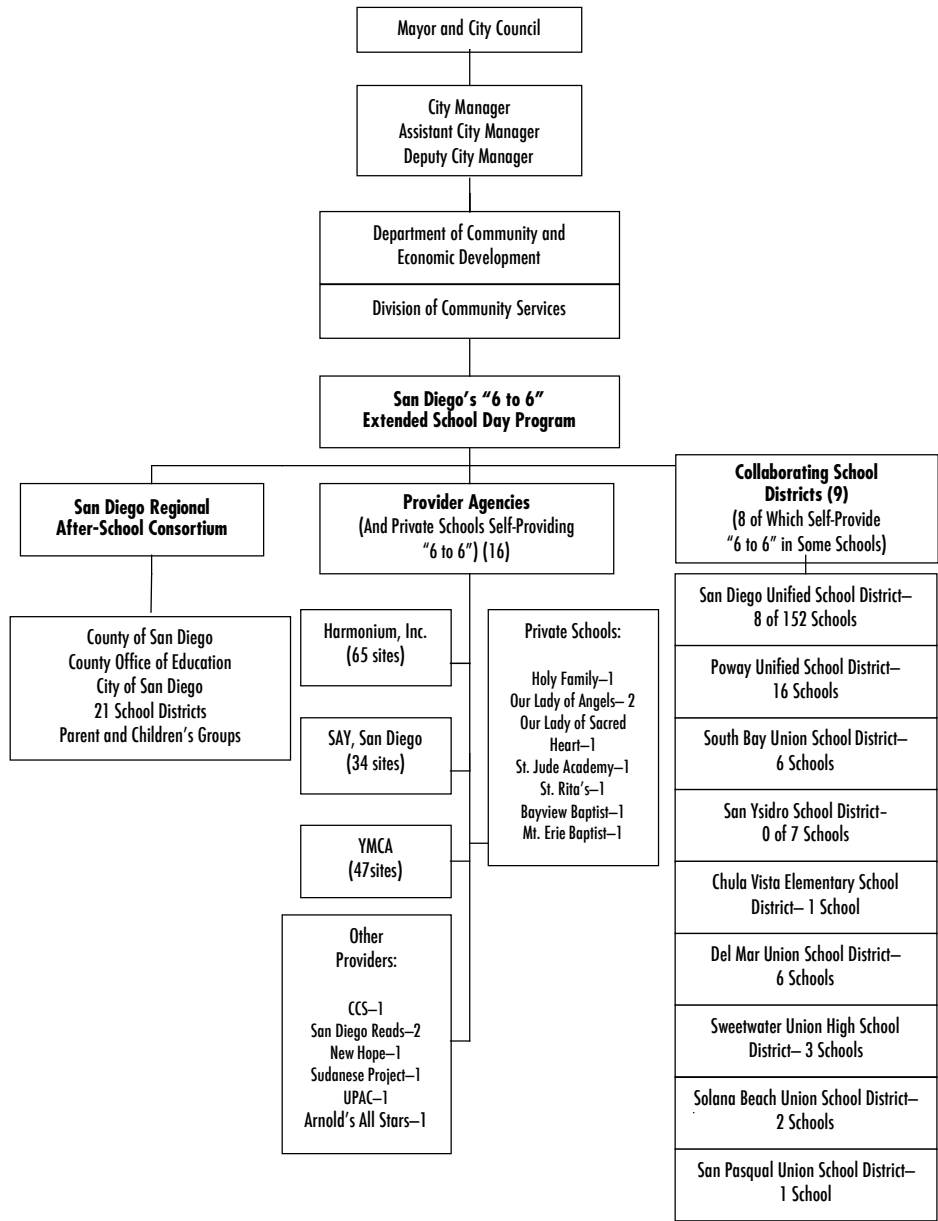 Mayor and City Council
City Manager
Assistant City Manager
Deputy City Manager
Department of Community and
Economic Development
Division of Community Services
San Diego's “6 to 6”
Extended School Day Program
San Diego Regional
After-School Consortium
County of San Diego
County Office of Education
City of San Diego
21 School Districts
Parent and Children's Groups
Provider Agencies
(And Private Schools Self-Providing
“6 to 6”) (16)
Harmonium, Inc.
(65 sites)
SAY, San Diego
(34 sites)
YMCA
(47sites)
Other
Providers:
CCS–1
San Diego Reads–2
New Hope–1
Sudanese Project–1
UPAC–1
Arnold's All Stars–1
Private Schools:
Holy Family–1
Our Lady of Angels– 2
Our Lady of Sacred
Heart–1
St. Jude Academy–1
St. Rita's–1
Bayview Baptist–1
Mt. Erie Baptist–1
Collaborating School
Districts (9)
(8 of Which Self-Provide
“6 to 6” in Some Schools)
San Diego Unified School District–
8 of 152 Schools
Poway Unified School District–
16 Schools
South Bay Union School District–
6 Schools
San Ysidro School District-
0 of 7 Schools
Chula Vista Elementary School
District– 1 School
Del Mar Union School District–
6 Schools
Sweetwater Union High School
District– 3 Schools
Solana Beach Union School District–
2 Schools
San Pasqual Union School District–
1 School